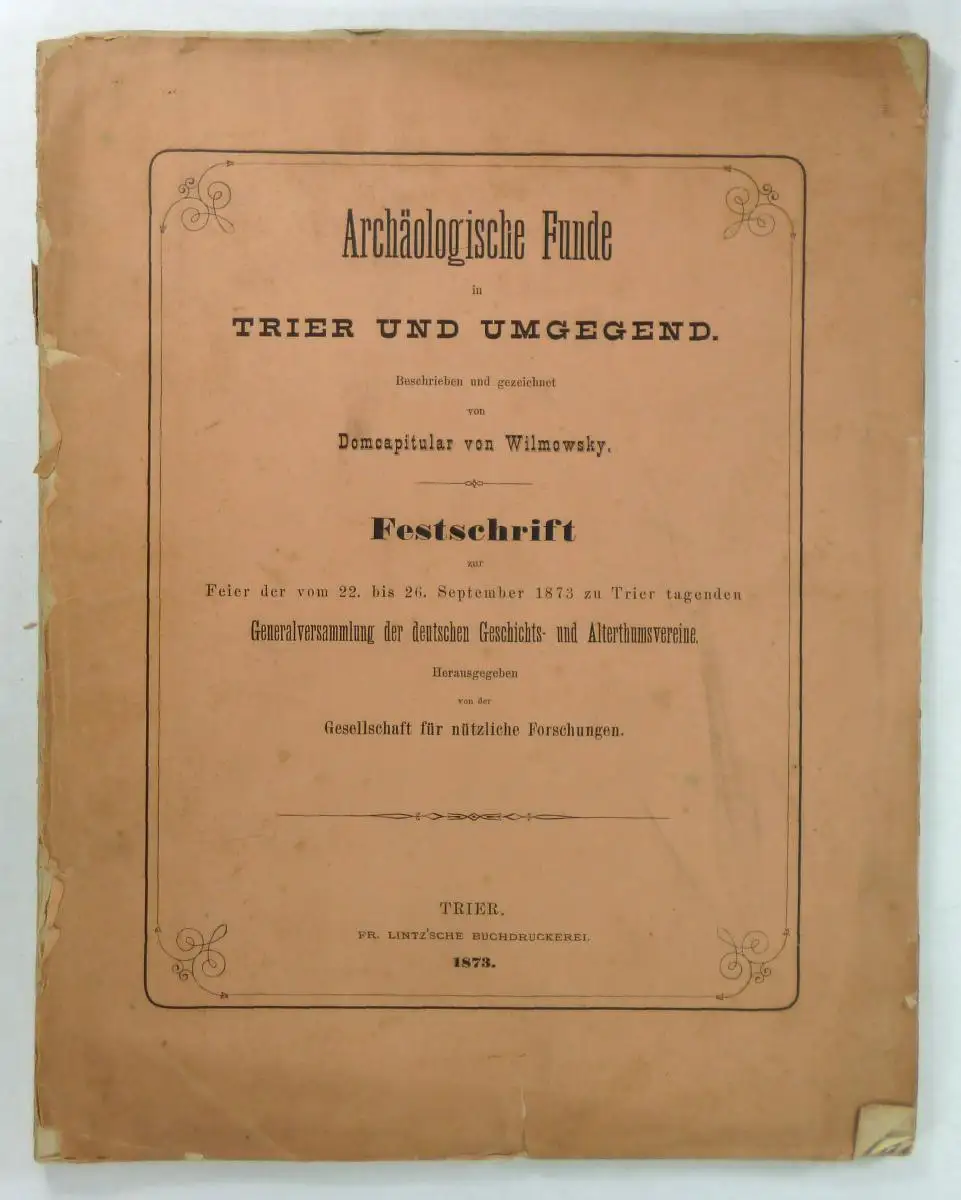 Archäologische Funde
in
TRIER UND UMGEGEND.
Beschrieben und gezeichnet
von
Domcapitular von Wilmowsky.
Festschrift
zur
Feier der vom 22. bis 26. September 1873 zu Trier tagenden
Generalversammlung der deutschen Geschichts- und Alterthumsvereine.
Herausgegeben
von der
Gesellschaft für nützliche Forschungen.
TRIER.
FR. LINTZ'SCHE BUCHDRUCKEREI.
1873.